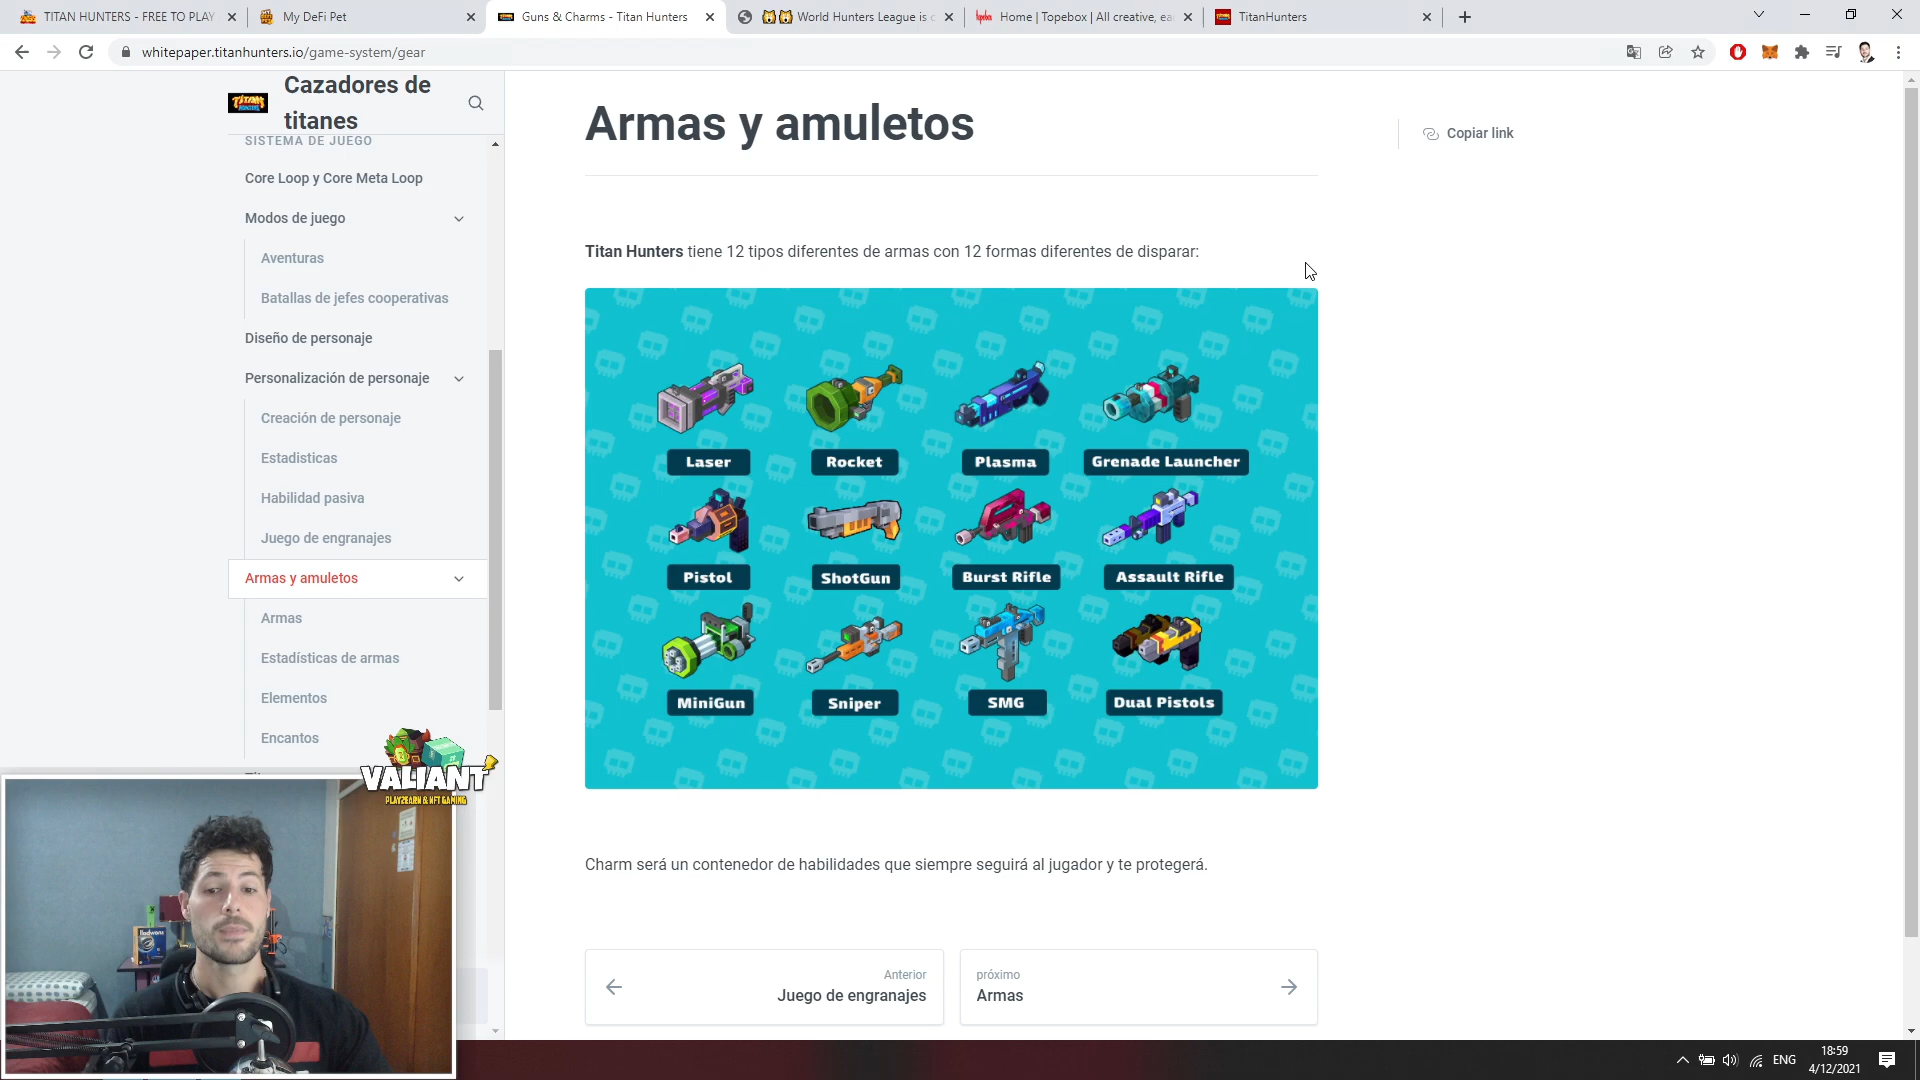 TITAN HUNTERS - FREE TO PLAY
My DeFi Pet
Guns & Charms - Titan Hunters
World Hunters League is c
Home | Topebox | All creative, ea
TitanHunters
whitepaper.titanhunters.io/game-system/gear
TITAN HUNTERS
Cazadores de
titanes
SISTEMA DE JUEGO
Core Loop y Core Meta Loop
Modos de juego
Aventuras
Batallas de jefes cooperativas
Diseño de personaje
Personalización de personaje
Creación de personaje
Estadisticas
Habilidad pasiva
Juego de engranajes
Armas y amuletos
Armas
Estadísticas de armas
Elementos
Encantos
Armas y amuletos
Copiar link
Titan Hunters tiene 12 tipos diferentes de armas con 12 formas diferentes de disparar:
Laser
Rocket
Plasma
Grenade Launcher
Pistol
ShotGun
Burst Rifle
Assault Rifle
MiniGun
Sniper
SMG
Dual Pistols
Charm será un contenedor de habilidades que siempre seguirá al jugador y te protegerá.
Anterior
Juego de engranajes
próximo
Armas
VALIANT
PLAY2EARN & NFT GAMING
ENG
18:59
4/12/2021